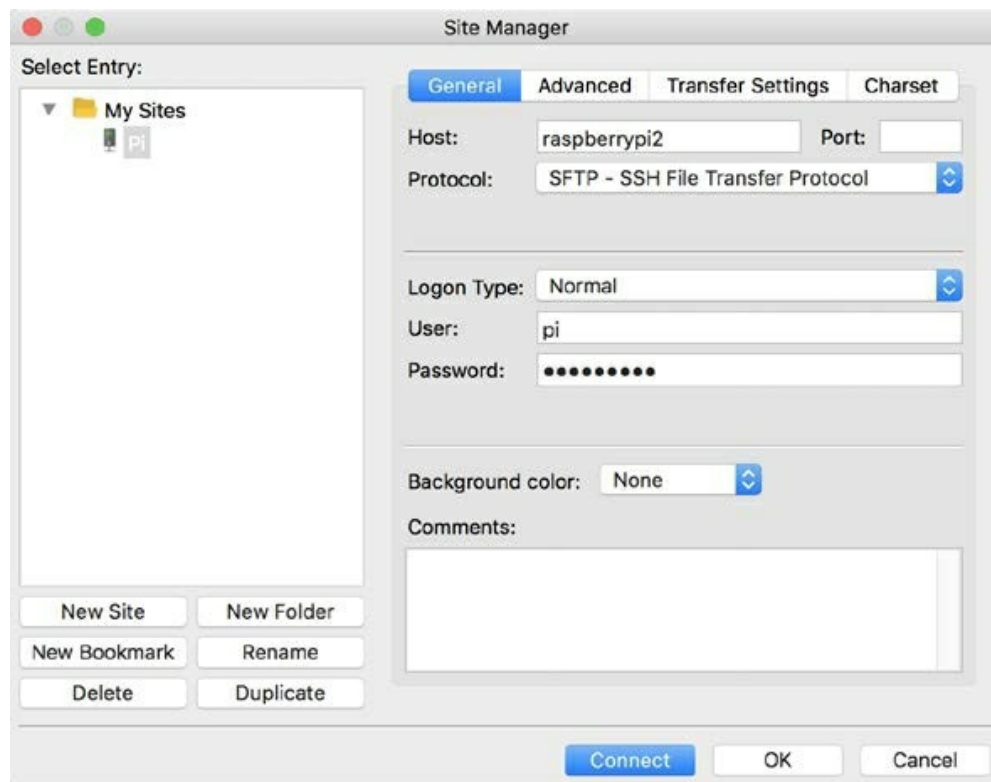 Site Manager
Select Entry:
My Sites
Pi
New Site New Folder
New Bookmark Rename
Delete Duplicate
General Advanced Transfer Settings Charset
Host: raspberrypi2 Port:
Protocol: SFTP - SSH File Transfer Protocol
Logon Type: Normal
User: pi
Password: •••••••••
Background color: None
Comments:
Connect OK Cancel